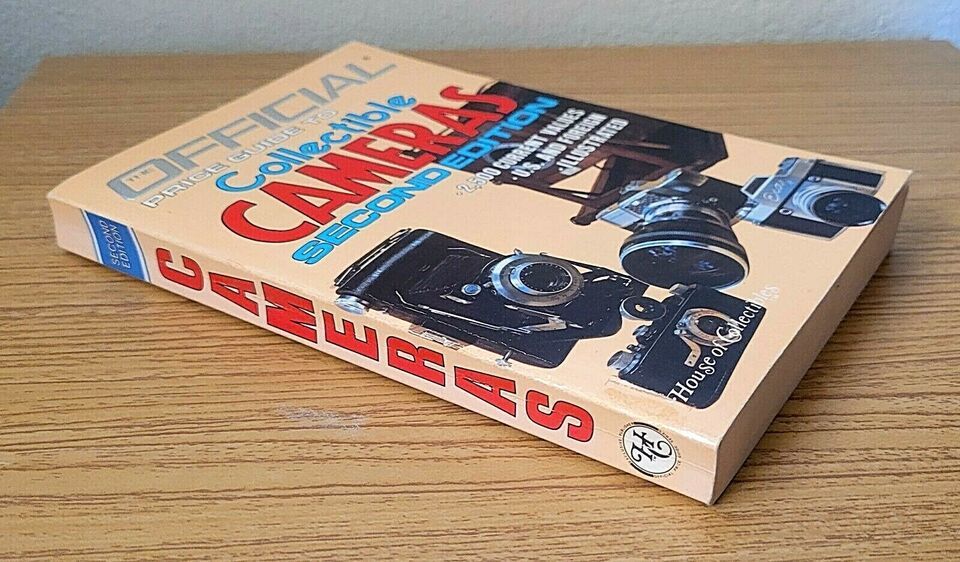 THE
OFFICIAL
PRICE GUIDE TO
Collectible
CAMERAS
SECOND EDITION
• 2,500 CURRENT VALUES
• U.S. AND FOREIGN
• ILLUSTRATED
House of Collectibles
SECOND
EDITION
CAMERAS